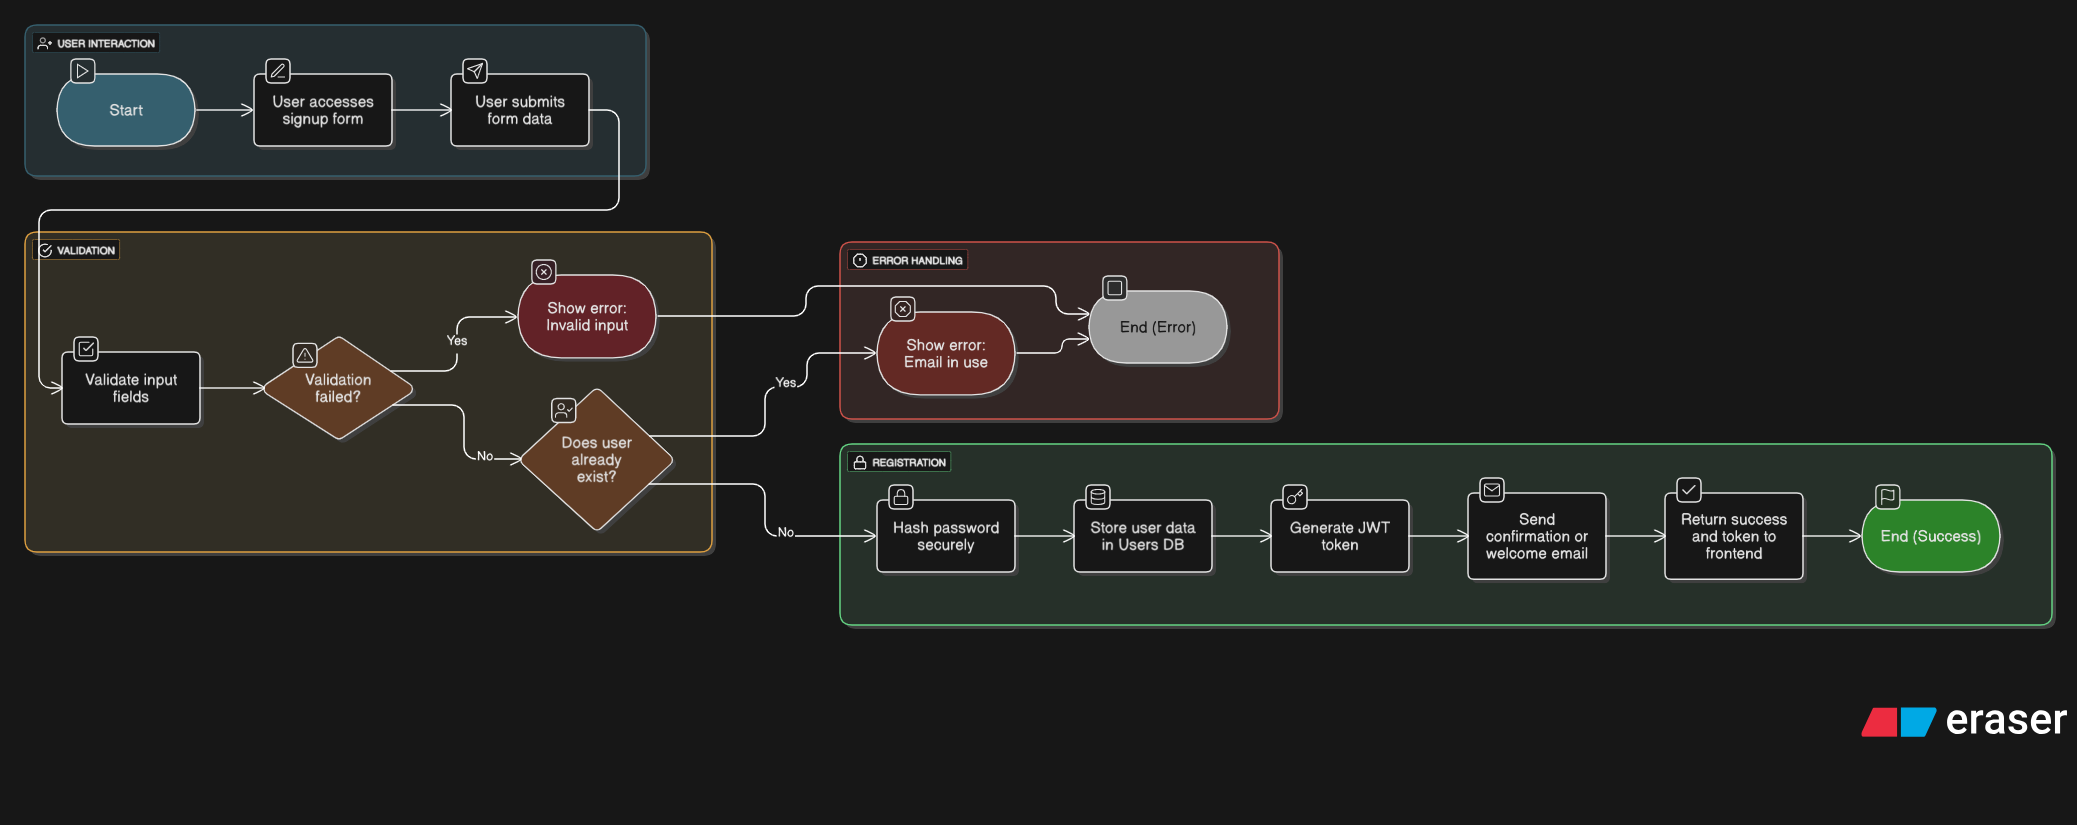 USER INTERACTION
Start
User accesses
signup form
User submits
form data
VALIDATION
Validate input
fields
Validation
failed?
Yes
No
Show error:
Invalid input
Does user
already
exist?
Yes
No
ERROR HANDLING
Show error:
Email in use
End (Error)
REGISTRATION
Hash password
securely
Store user data
in Users DB
Generate JWT
token
Send
confirmation or
welcome email
Return success
and token to
frontend
End (Success)
eraser